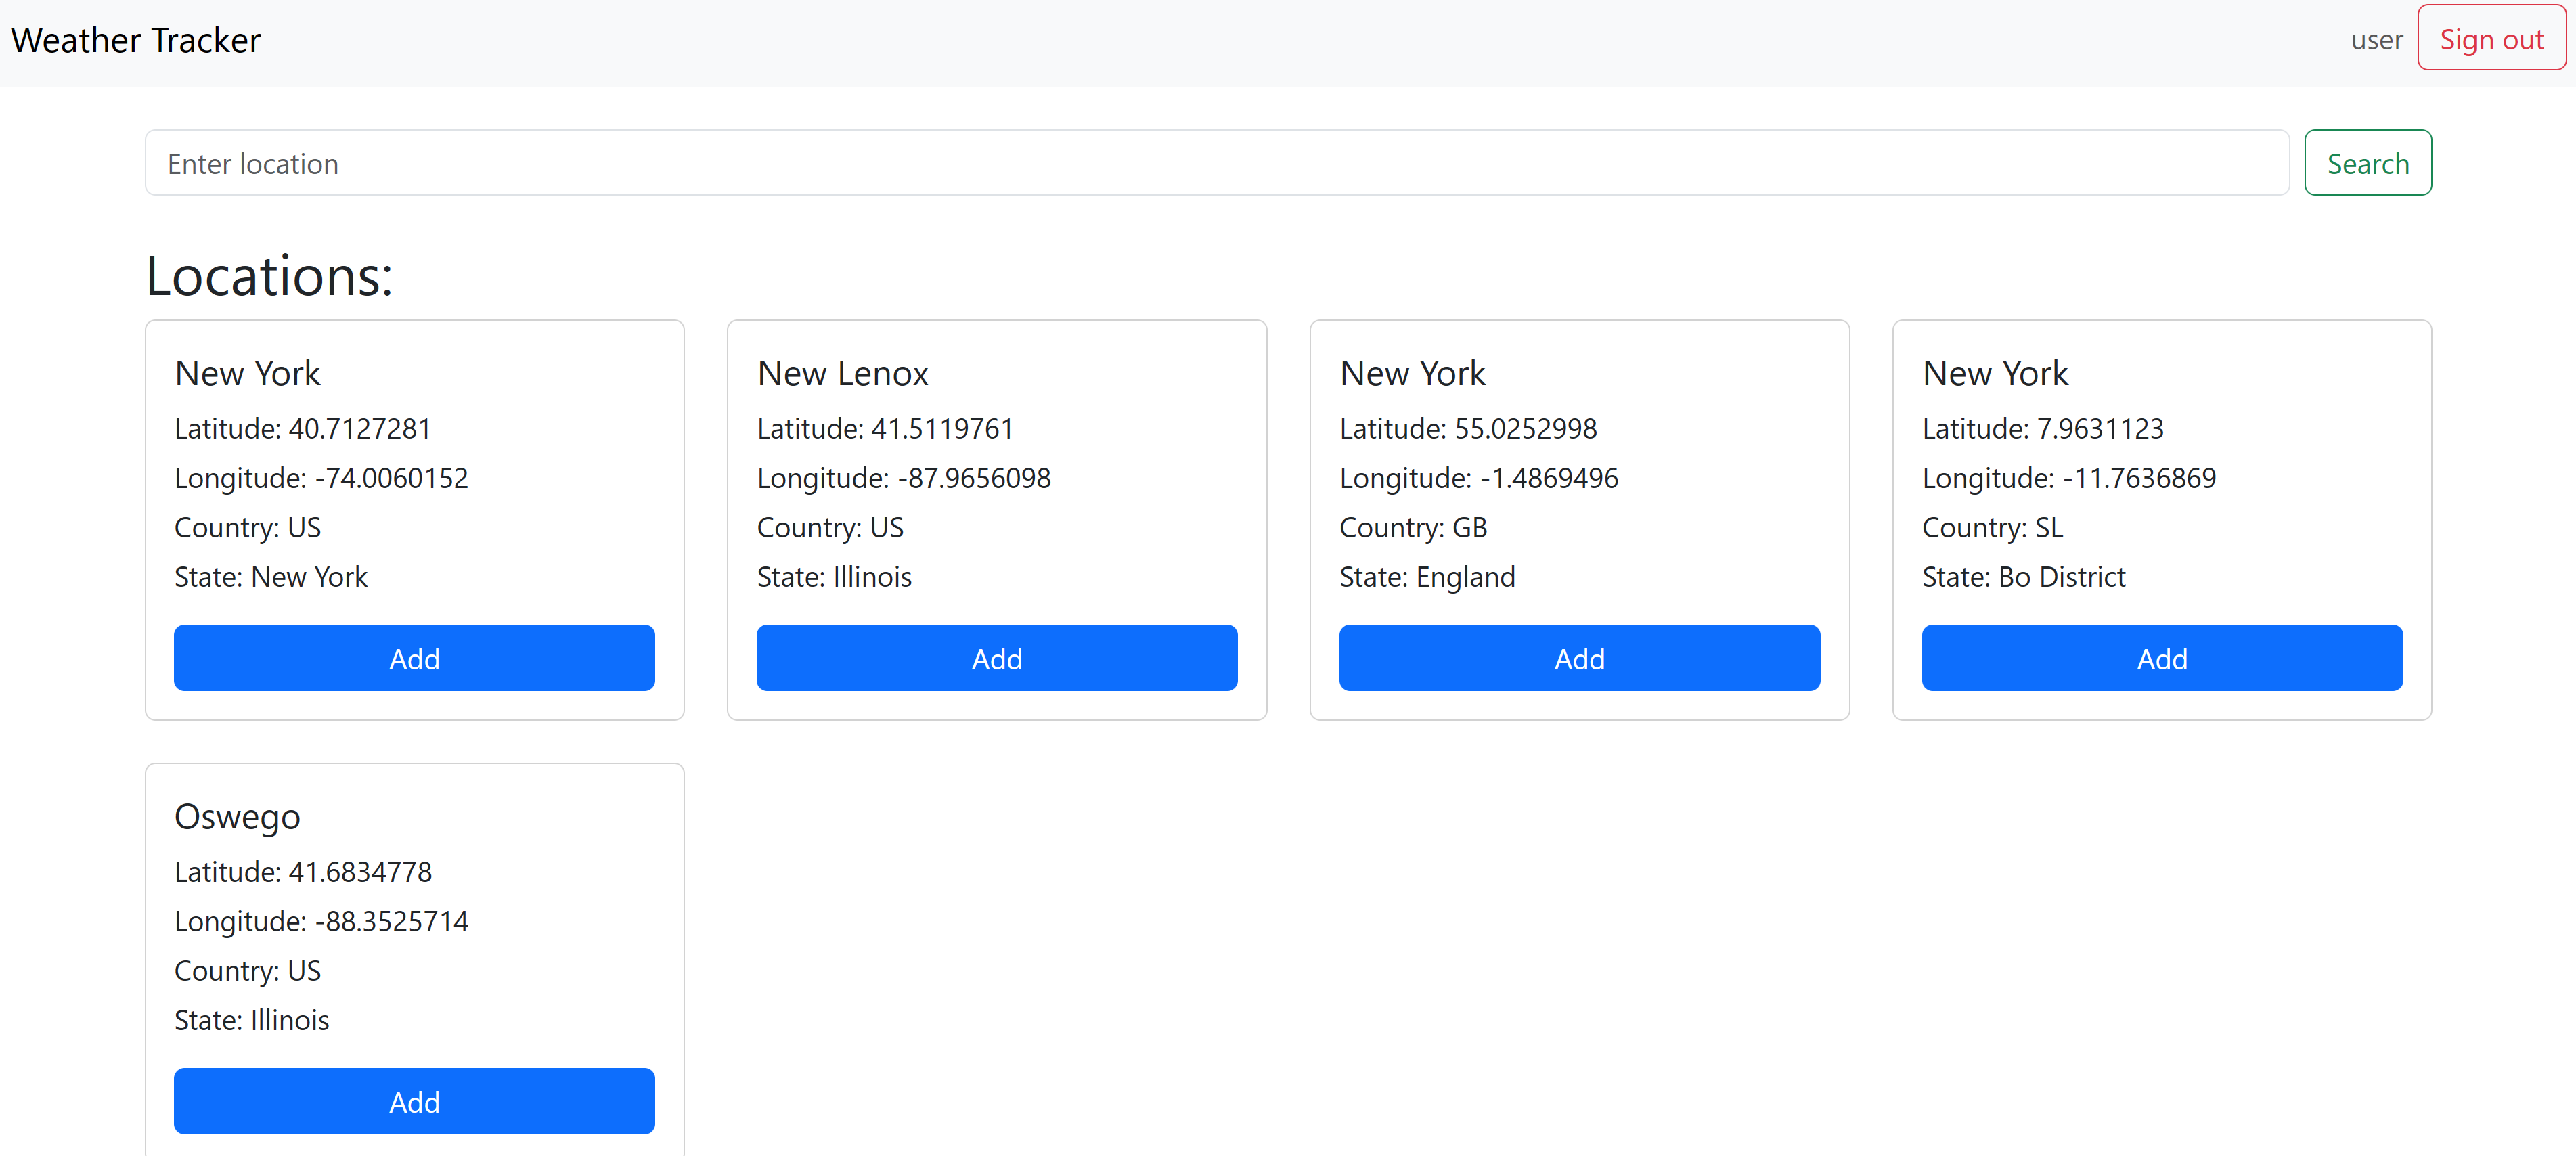 Weather Tracker
user Sign out
Enter location Search
Locations:
New York
Latitude: 40.7127281
Longitude: -74.0060152
Country: US
State: New York
Add
New Lenox
Latitude: 41.5119761
Longitude: -87.9656098
Country: US
State: Illinois
Add
New York
Latitude: 55.0252998
Longitude: -1.4869496
Country: GB
State: England
Add
New York
Latitude: 7.9631123
Longitude: -11.7636869
Country: SL
State: Bo District
Add
Oswego
Latitude: 41.6834778
Longitude: -88.3525714
Country: US
State: Illinois
Add